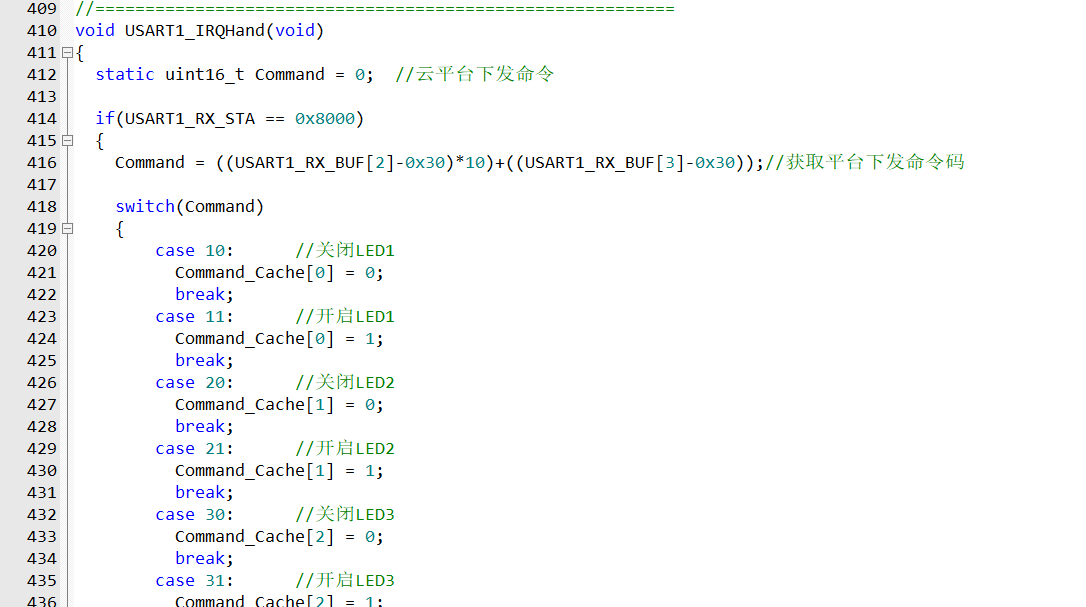 409 //==========================================================
410 void USART1_IRQHand(void)
411 {
412 static uint16_t Command = 0; //云平台下发命令
413
414 if(USART1_RX_STA == 0x8000)
415 {
416 Command = ((USART1_RX_BUF[2]-0x30)*10)+((USART1_RX_BUF[3]-0x30));//获取平台下发命令码
417
418 switch(Command)
419 {
420 case 10: //关闭LED1
421 Command_Cache[0] = 0;
422 break;
423 case 11: //开启LED1
424 Command_Cache[0] = 1;
425 break;
426 case 20: //关闭LED2
427 Command_Cache[1] = 0;
428 break;
429 case 21: //开启LED2
430 Command_Cache[1] = 1;
431 break;
432 case 30: //关闭LED3
433 Command_Cache[2] = 0;
434 break;
435 case 31: //开启LED3
436 Command_Cache[2] = 1;